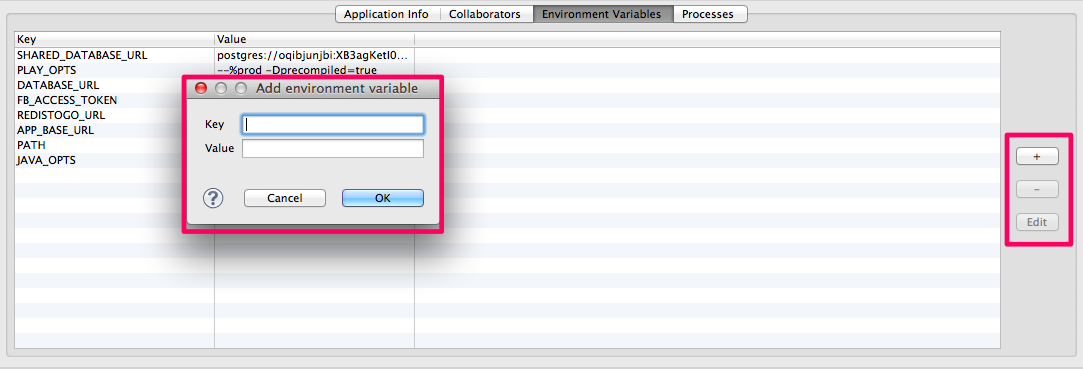 Application Info Collaborators Environment Variables Processes
Key Value
SHARED_DATABASE_URL postgres://oqibjunjbi:XB3agKetI0...
PLAY_OPTS --%prod -Dprecompiled=true
DATABASE_URL
FB_ACCESS_TOKEN
REDISTOGO_URL
APP_BASE_URL
PATH
JAVA_OPTS
Add environment variable
Key
Value
? Cancel OK
+
-
Edit